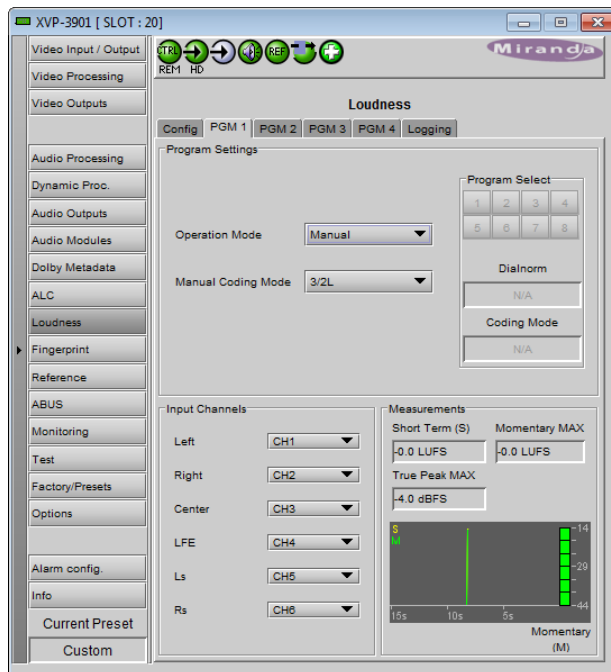 XVP-3901 [ SLOT : 20]
Video Input / Output
Video Processing
Video Outputs
Audio Processing
Dynamic Proc.
Audio Outputs
Audio Modules
Dolby Metadata
ALC
Loudness
Fingerprint
Reference
ABUS
Monitoring
Test
Factory/Presets
Options
Alarm config.
Info
Current Preset
Custom
CTRL
REF
REM HD
Miranda
Loudness
Config PGM 1 PGM 2 PGM 3 PGM 4 Logging
Program Settings
Operation Mode Manual
Manual Coding Mode 3/2L
Program Select
1 2 3 4
5 6 7 8
Dialnorm
N/A
Coding Mode
N/A
Input Channels
Left CH1
Right CH2
Center CH3
LFE CH4
Ls CH5
Rs CH6
Measurements
Short Term (S) Momentary MAX
-0.0 LUFS -0.0 LUFS
True Peak MAX
-4.0 dBFS
S
M
-14
-29
-44
15s 10s 5s
Momentary
(M)